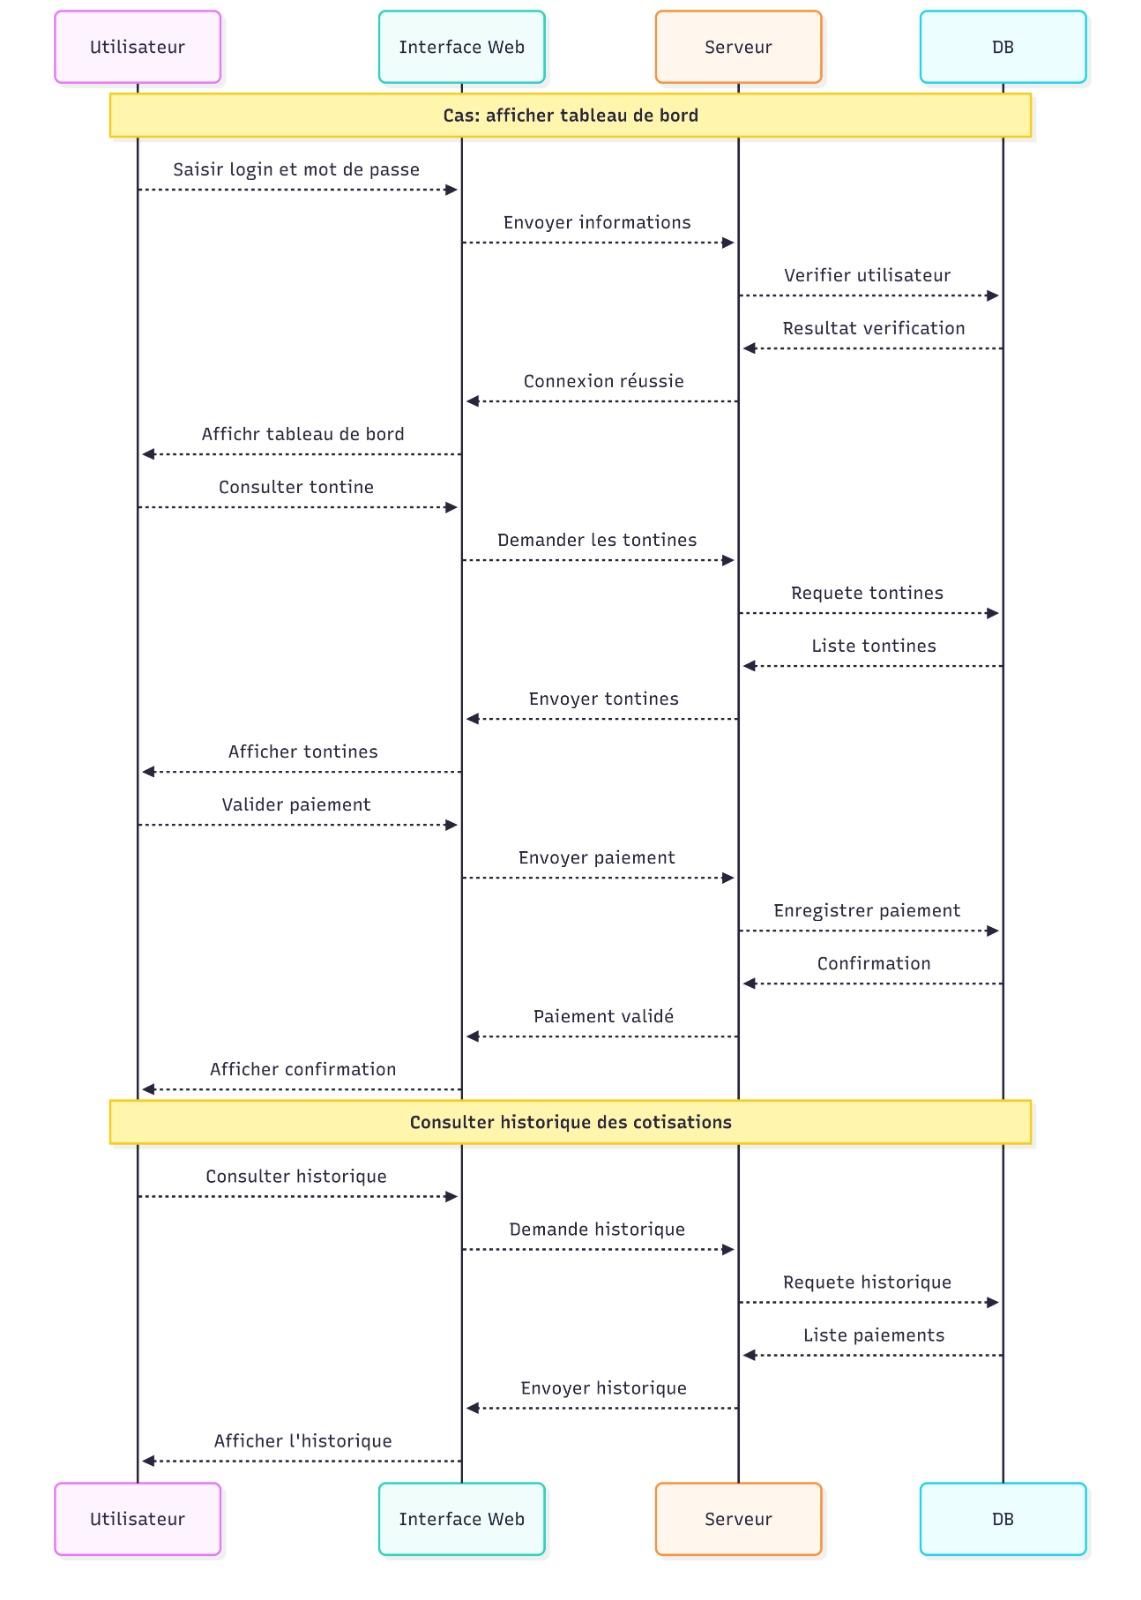 Utilisateur
Interface Web
Serveur
DB
Cas: afficher tableau de bord
Saisir login et mot de passe
Envoyer informations
Verifier utilisateur
Resultat verification
Connexion réussie
Affichr tableau de bord
Consulter tontine
Demander les tontines
Requete tontines
Liste tontines
Envoyer tontines
Afficher tontines
Valider paiement
Envoyer paiement
Enregistrer paiement
Confirmation
Paiement validé
Afficher confirmation
Consulter historique des cotisations
Consulter historique
Demande historique
Requete historique
Liste paiements
Envoyer historique
Afficher l'historique
Utilisateur
Interface Web
Serveur
DB